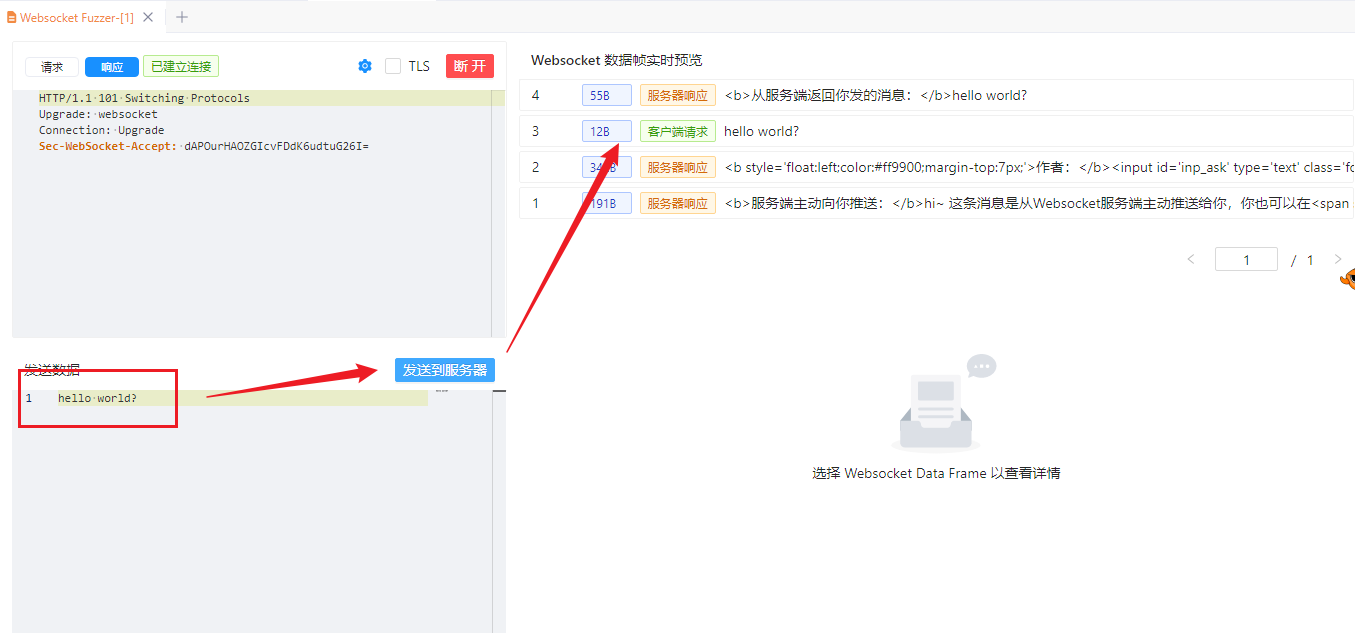 Websocket Fuzzer-[1]
请求 响应 已建立连接 TLS 断 开
HTTP/1.1 101 Switching Protocols
Upgrade: websocket
Connection: Upgrade
Sec-WebSocket-Accept: dAPOurHAOZGIcvFDdK6udtuG26I=
发送数据 发送到服务器
1 hello world?
Websocket 数据帧实时预览
4 55B 服务器响应 <b>从服务端返回你发的消息：</b>hello world?
3 12B 客户端请求 hello world?
2 服务器响应 <b style='float:left;color:#ff9900;margin-top:7px;'>作者：</b><input id='inp_ask' type='text' class='fo
1 191B 服务器响应 <b>服务端主动向你推送：</b>hi~ 这条消息是从Websocket服务端主动推送给你，你也可以在<span
< 1 / 1 >
选择 Websocket Data Frame 以查看详情